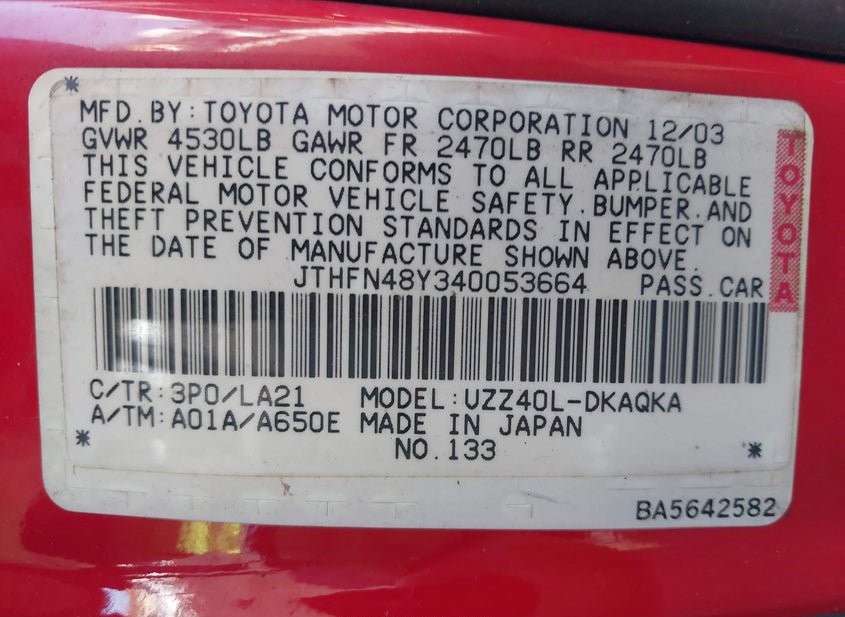 MFD.BY:TOYOTA MOTOR CORPORATION 12/03
GVWR 4530LB GAWR FR 2470LB RR 2470LB
THIS VEHICLE CONFORMS TO ALL APPLICABLE
FEDERAL MOTOR VEHICLE SAFETY,BUMPER,AND
THEFT PREVENTION STANDARDS IN EFFECT ON
THE DATE OF MANUFACTURE SHOWN ABOVE.
JTHFN48Y340053664 PASS.CAR
C/TR:3P0/LA21 MODEL:UZZ40L-DKAQKA
A/TM:A01A/A650E MADE IN JAPAN
NO.133
BA5642582
TOYOTA